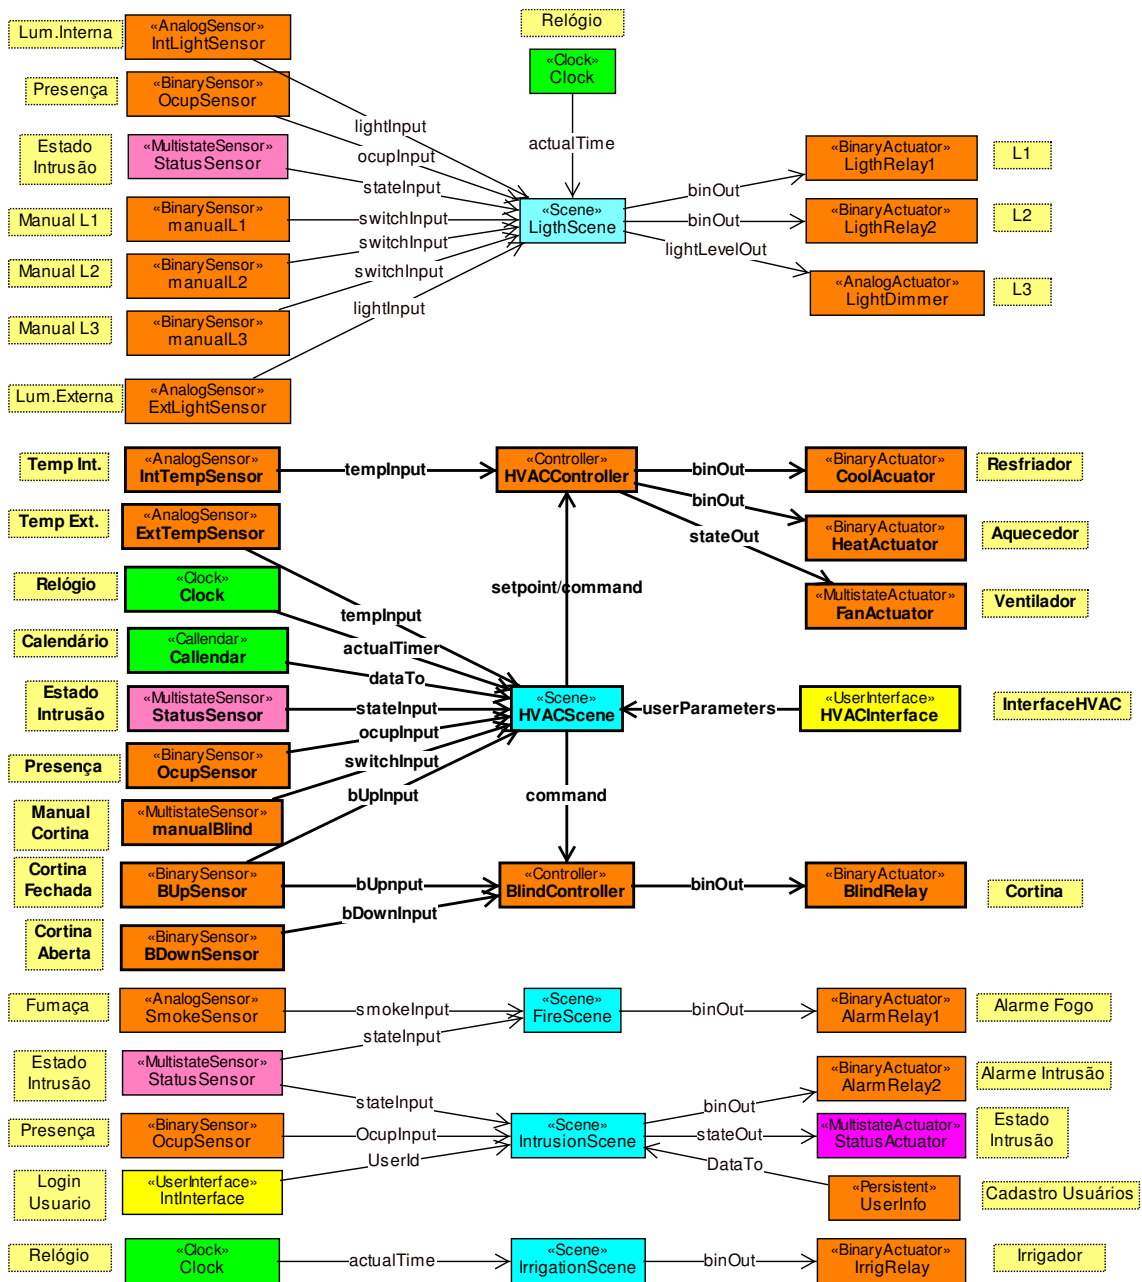 Lum.Interna
«AnalogSensor»
IntLightSensor
Relógio
«Clock»
Clock
Presença
«BinarySensor»
OcupSensor
lightInput
ocupInput
actualTime
Estado
Intrusão
«MultistateSensor»
StatusSensor
stateInput
«BinaryActuator»
LigthRelay1
L1
binOut
Manual L1
«BinarySensor»
manualL1
switchInput
«Scene»
LigthScene
binOut
«BinaryActuator»
LigthRelay2
L2
switchInput
lightLevelOut
Manual L2
«BinarySensor»
manualL2
switchInput
«AnalogActuator»
LightDimmer
L3
lightInput
Manual L3
«BinarySensor»
manualL3
Lum.Externa
«AnalogSensor»
ExtLightSensor
Temp Int.
«AnalogSensor»
IntTempSensor
tempInput
«Controller»
HVACController
binOut
«BinaryActuator»
CoolAcuator
Resfriador
binOut
Temp Ext.
«AnalogSensor»
ExtTempSensor
stateOut
«BinaryActuator»
HeatActuator
Aquecedor
Relógio
«Clock»
Clock
setpoint/command
«MultistateActuator»
FanActuator
Ventilador
tempInput
Calendário
«Callendar»
Callendar
actualTimer
dataTo
Estado
Intrusão
«MultistateSensor»
StatusSensor
stateInput
«Scene»
HVACScene
userParameters
«UserInterface»
HVACInterface
InterfaceHVAC
ocupInput
Presença
«BinarySensor»
OcupSensor
switchInput
bUpInput
command
Manual
Cortina
«MultistateSensor»
manualBlind
Cortina
Fechada
«BinarySensor»
BUpSensor
bUpnput
«Controller»
BlindController
binOut
«BinaryActuator»
BlindRelay
Cortina
bDownInput
Cortina
Aberta
«BinarySensor»
BDownSensor
Fumaça
«AnalogSensor»
SmokeSensor
smokeInput
«Scene»
FireScene
binOut
«BinaryActuator»
AlarmRelay1
Alarme Fogo
stateInput
Estado
Intrusão
«MultistateSensor»
StatusSensor
«BinaryActuator»
AlarmRelay2
Alarme Intrusão
stateInput
binOut
Presença
«BinarySensor»
OcupSensor
OcupInput
«Scene»
IntrusionScene
stateOut
«MultistateActuator»
StatusActuator
Estado
Intrusão
UserId
DataTo
Login
Usuario
«UserInterface»
IntInterface
«Persistent»
UserInfo
Cadastro Usuários
Relógio
«Clock»
Clock
actualTime
«Scene»
IrrigationScene
binOut
«BinaryActuator»
IrrigRelay
Irrigador